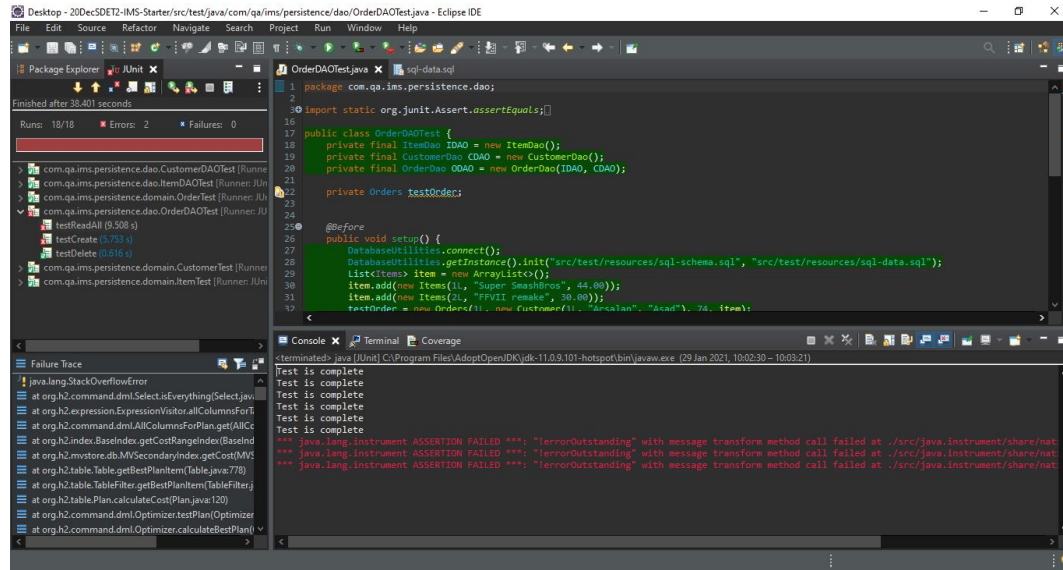 Desktop - 20DecSDET2-IMS-Starter/src/test/java/com/qa/ims/persistence/dao/OrderDAOTest.java - Eclipse IDE
File Edit Source Refactor Navigate Search Project Run Window Help
Package Explorer JUnit
Finished after 38.401 seconds
Runs: 18/18 Errors: 2 Failures: 0
com.qa.ims.persistence.dao.CustomerDAOTest [Runne
com.qa.ims.persistence.dao.ItemDAOTest [Runner: JUn
com.qa.ims.persistence.domain.OrderTest [Runner: JUn
com.qa.ims.persistence.dao.OrderDAOTest [Runner: JU
testReadAll (9.508 s)
testCreate (5.753 s)
testDelete (0.616 s)
com.qa.ims.persistence.domain.CustomerTest [Runner
com.qa.ims.persistence.domain.ItemTest [Runner: JUni
Failure Trace
java.lang.StackOverflowError
at org.h2.command.dml.Select.isEverything(Select.java
at org.h2.expression.ExpressionVisitor.allColumnsForT
at org.h2.command.dml.AllColumnsForPlan.get(AllCo
at org.h2.index.BaseIndex.getCostRangeIndex(BaseInd
at org.h2.mvstore.db.MVSecondaryIndex.getCost(MVS
at org.h2.table.Table.getBestPlanItem(Table.java:778)
at org.h2.table.TableFilter.getBestPlanItem(TableFilter.j
at org.h2.table.Plan.calculateCost(Plan.java:120)
at org.h2.command.dml.Optimizer.testPlan(Optimizer
at org.h2.command.dml.Optimizer.calculateBestPlan(
OrderDAOTest.java sql-data.sql
1 package com.qa.ims.persistence.dao;
2
3 import static org.junit.Assert.assertEquals;
16
17 public class OrderDAOTest {
18 private final ItemDao IDAO = new ItemDao();
19 private final CustomerDao CDAO = new CustomerDao();
20 private final OrderDao ODAO = new OrderDao(IDAO, CDAO);
21
22 private Orders testOrder;
23
24
25 @Before
26 public void setup() {
27 DatabaseUtilities.connect();
28 DatabaseUtilities.getInstance().init("src/test/resources/sql-schema.sql", "src/test/resources/sql-data.sql");
29 List<Items> item = new ArrayList<>();
30 item.add(new Items(1L, "Super SmashBros", 44.00));
31 item.add(new Items(2L, "FFVII remake", 30.00));
32 testOrder = new Orders(1L, new Customer(1L, "Arsalan", "Asad"), 74, item);
Console Terminal Coverage
<terminated> java [JUnit] C:\Program Files\AdoptOpenJDK\jdk-11.0.9.101-hotspot\bin\javaw.exe (29 Jan 2021, 10:02:30 – 10:03:21)
Test is complete
Test is complete
Test is complete
Test is complete
Test is complete
Test is complete
*** java.lang.instrument ASSERTION FAILED ***: "!errorOutstanding" with message transform method call failed at ./src/java.instrument/share/nat
*** java.lang.instrument ASSERTION FAILED ***: "!errorOutstanding" with message transform method call failed at ./src/java.instrument/share/nat
*** java.lang.instrument ASSERTION FAILED ***: "!errorOutstanding" with message transform method call failed at ./src/java.instrument/share/nat